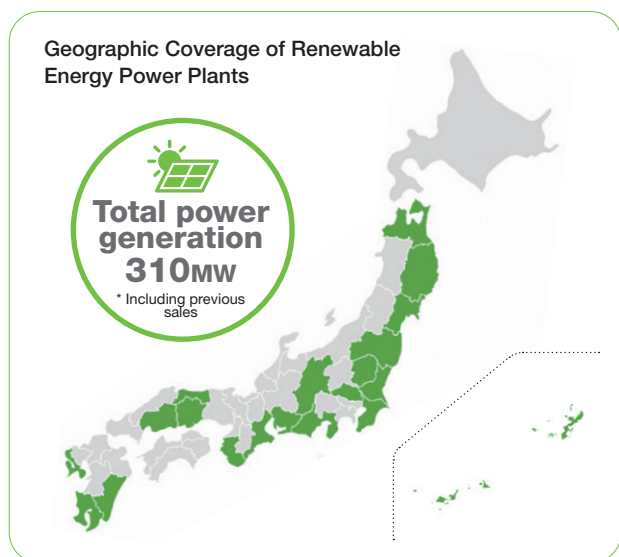 Geographic Coverage of Renewable
Energy Power Plants
Total power
generation
310MW
* Including previous
sales